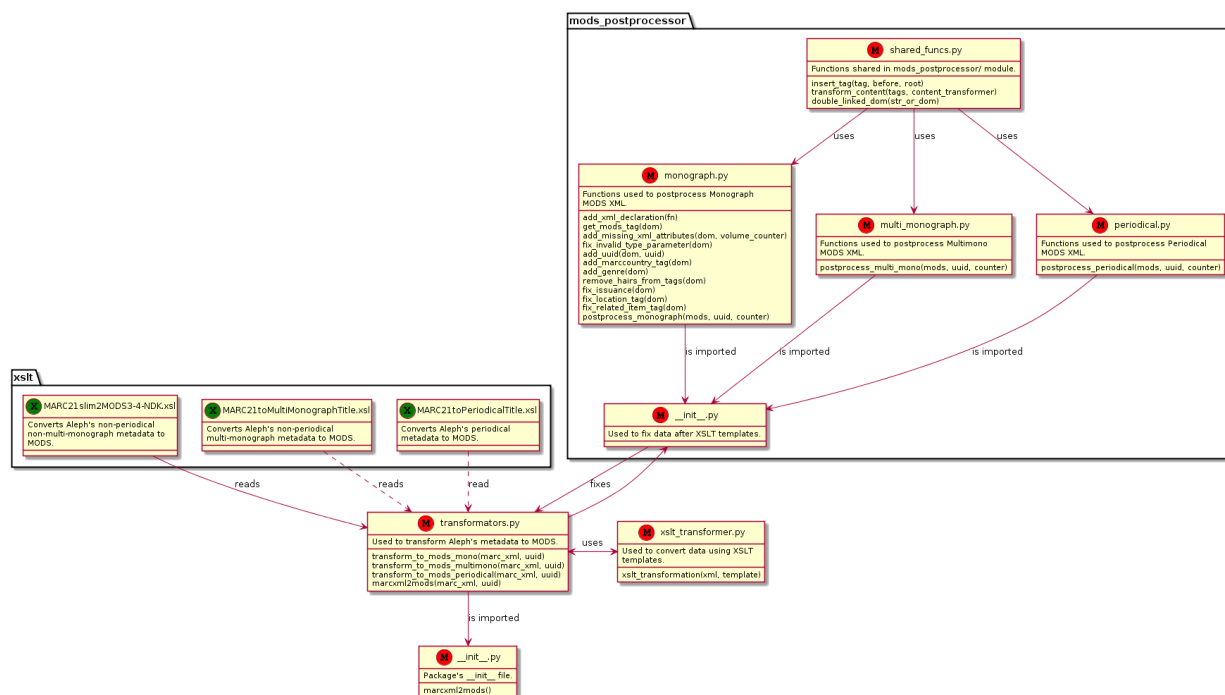 mods_postprocessor
M shared_funcs.py
Functions shared in mods_postprocessor/ module.
insert_tag(tag, before, root)
transform_content(tags, content_transformer)
double_linked_dom(str_or_dom)
uses
uses
uses
M monograph.py
Functions used to postprocess Monograph
MODS XML.
add_xml_declaration(fn)
get_mods_tag(dom)
add_missing_xml_attributes(dom, volume_counter)
fix_invalid_type_parameter(dom)
add_uuid(dom, uuid)
add_marccountry_tag(dom)
add_genre(dom)
remove_hairs_from_tags(dom)
fix_issuance(dom)
fix_location_tag(dom)
fix_related_item_tag(dom)
postprocess_monograph(mods, uuid, counter)
M multi_monograph.py
Functions used to postprocess Multimono
MODS XML.
postprocess_multi_mono(mods, uuid, counter)
M periodical.py
Functions used to postprocess Periodical
MODS XML.
postprocess_periodical(mods, uuid, counter)
is imported
is imported
is imported
M __init__.py
Used to fix data after XSLT templates.
xslt
X MARC21slim2MODS3-4-NDK.xsl
Converts Aleph's non-periodical
non-multi-monograph metadata to
MODS.
X MARC21toMultiMonographTitle.xsl
Converts Aleph's non-periodical
multi-monograph metadata to MODS.
X MARC21toPeriodicalTitle.xsl
Converts Aleph's periodical
metadata to MODS.
reads
reads
read
fixes
M transformators.py
Used to transform Aleph's metadata to MODS.
transform_to_mods_mono(marc_xml, uuid)
transform_to_mods_multimono(marc_xml, uuid)
transform_to_mods_periodical(marc_xml, uuid)
marcxml2mods(marc_xml, uuid)
uses
M xslt_transformer.py
Used to convert data using XSLT
templates.
xslt_transformation(xml, template)
is imported
M __init__.py
Package's __init__ file.
marcxml2mods()